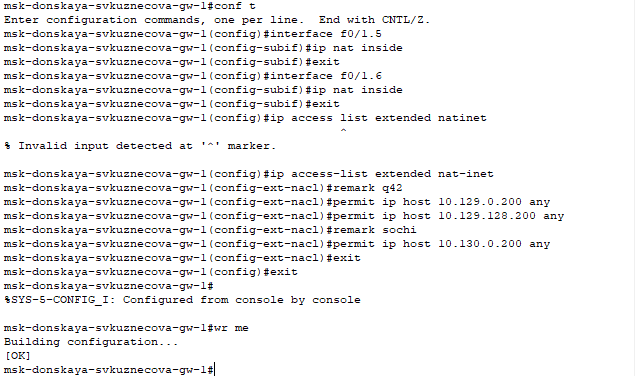 msk-donskaya-svkuznecova-gw-1#conf t
Enter configuration commands, one per line.  End with CNTL/Z.
msk-donskaya-svkuznecova-gw-1(config)#interface f0/1.5
msk-donskaya-svkuznecova-gw-1(config-subif)#ip nat inside
msk-donskaya-svkuznecova-gw-1(config-subif)#exit
msk-donskaya-svkuznecova-gw-1(config)#interface f0/1.6
msk-donskaya-svkuznecova-gw-1(config-subif)#ip nat inside
msk-donskaya-svkuznecova-gw-1(config-subif)#exit
msk-donskaya-svkuznecova-gw-1(config)#ip access list extended natinet
^
% Invalid input detected at '^' marker.
msk-donskaya-svkuznecova-gw-1(config)#ip access-list extended nat-inet
msk-donskaya-svkuznecova-gw-1(config-ext-nacl)#remark q42
msk-donskaya-svkuznecova-gw-1(config-ext-nacl)#permit ip host 10.129.0.200 any
msk-donskaya-svkuznecova-gw-1(config-ext-nacl)#permit ip host 10.129.128.200 any
msk-donskaya-svkuznecova-gw-1(config-ext-nacl)#remark sochi
msk-donskaya-svkuznecova-gw-1(config-ext-nacl)#permit ip host 10.130.0.200 any
msk-donskaya-svkuznecova-gw-1(config-ext-nacl)#exit
msk-donskaya-svkuznecova-gw-1(config)#exit
msk-donskaya-svkuznecova-gw-1#
%SYS-5-CONFIG_I: Configured from console by console
msk-donskaya-svkuznecova-gw-1#wr me
Building configuration...
[OK]
msk-donskaya-svkuznecova-gw-1#